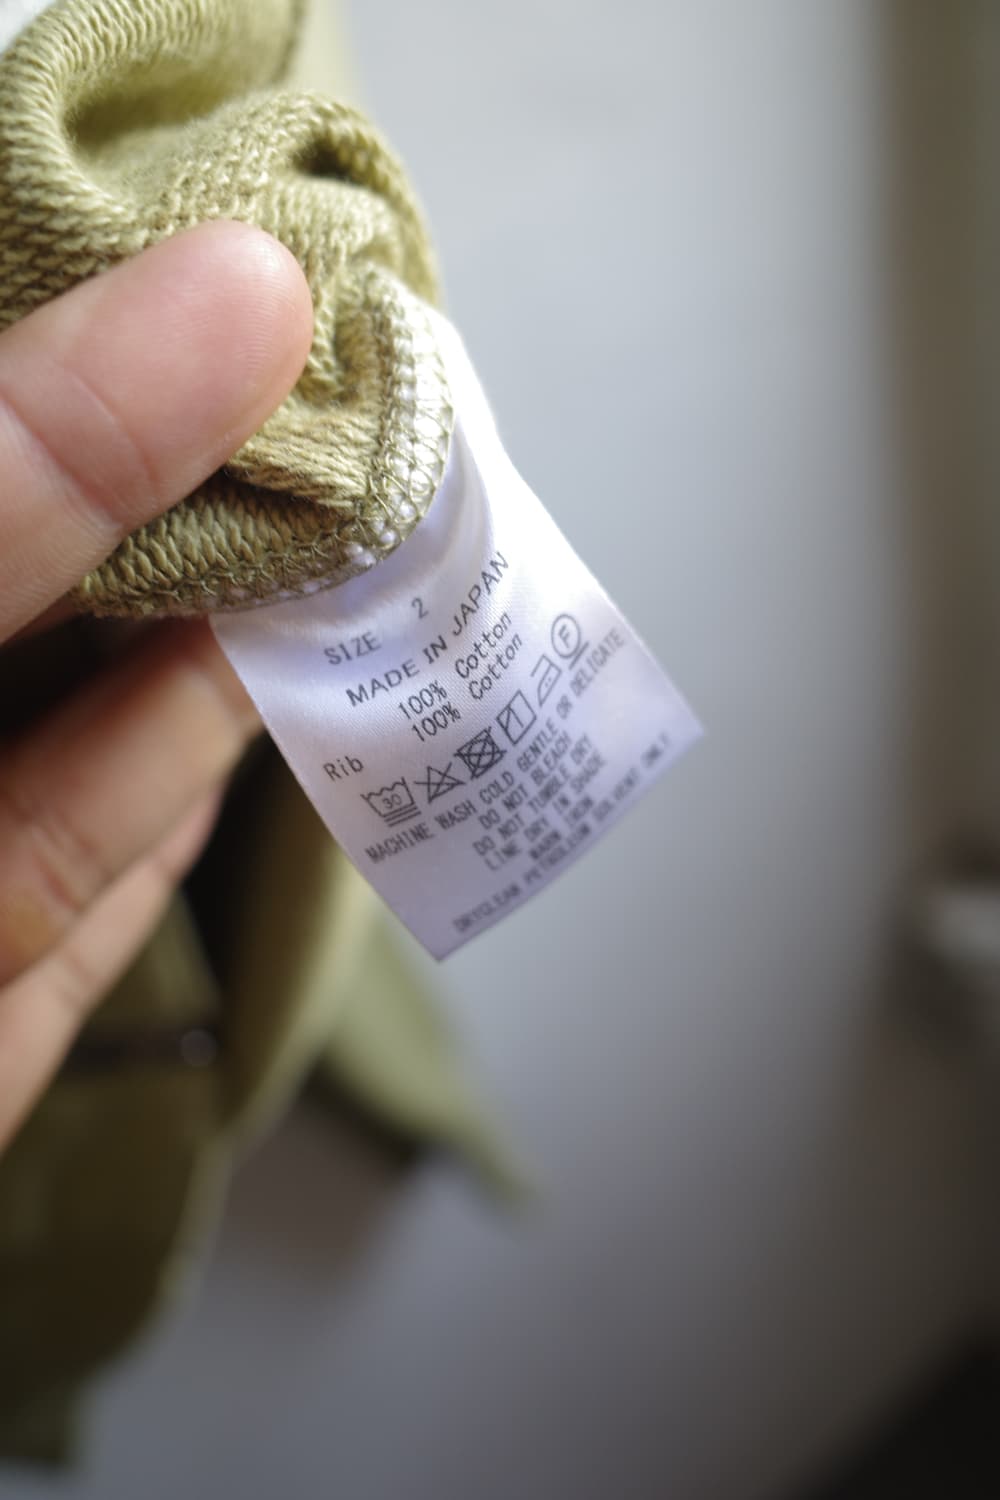 SIZE 2
MADE IN JAPAN
100% Cotton
Rib 100% Cotton
30 F
MACHINE WASH COLD GENTLE OR DELICATE
DO NOT BLEACH
DO NOT TUMBLE DRY
LINE DRY IN SHADE
WARM IRON
DRYCLEAN PETROLEUM SOLVENT ONLY